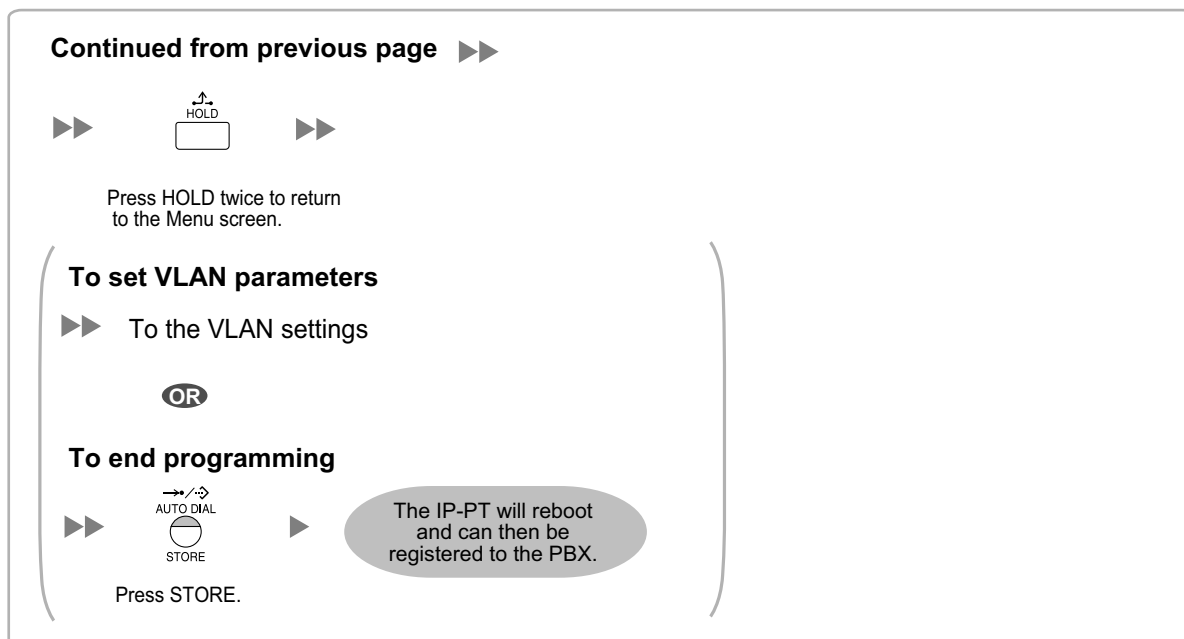 Continued from previous page
HOLD
Press HOLD twice to return
to the Menu screen.
To set VLAN parameters
To the VLAN settings
OR
To end programming
AUTO DIAL
STORE
The IP-PT will reboot
and can then be
registered to the PBX.
Press STORE.